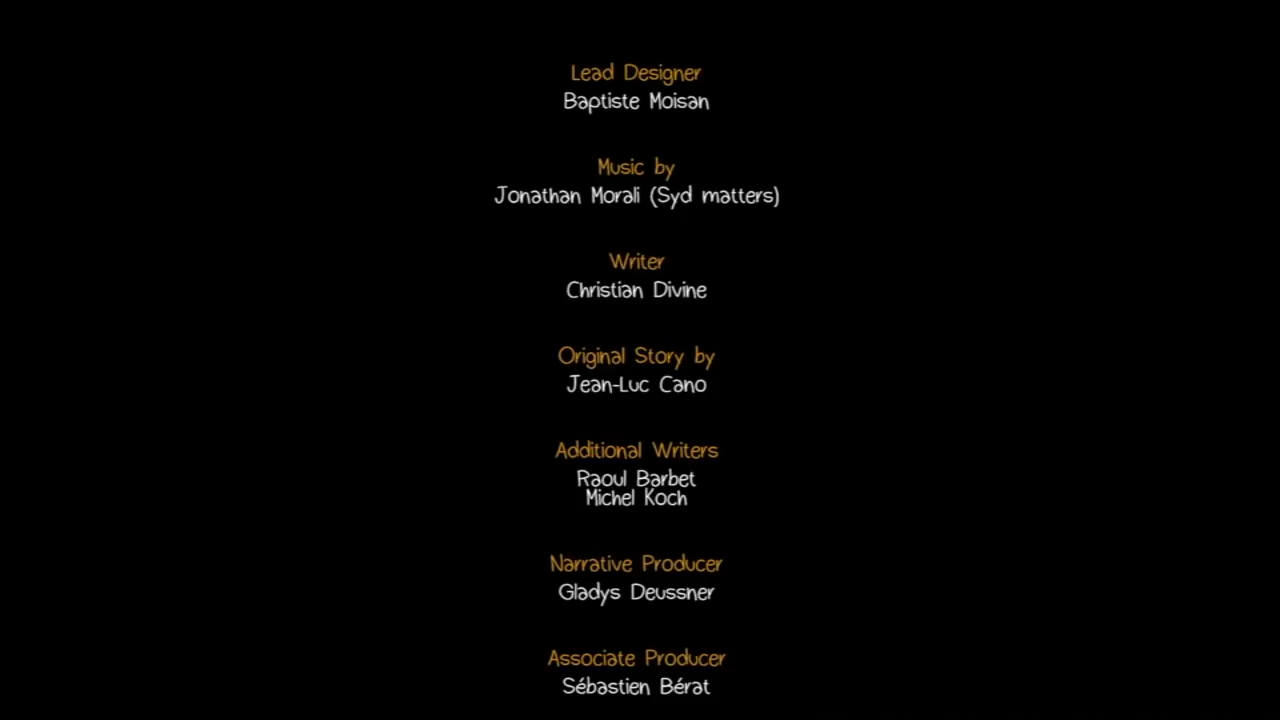 Lead Designer
Baptiste Moisan
Music by
Jonathan Morali (Syd matters)
Writer
Christian Divine
Original Story by
Jean-Luc Cano
Additional Writers
Raoul Barbet
Michel Koch
Narrative Producer
Gladys Deussner
Associate Producer
Sébastien Bérat